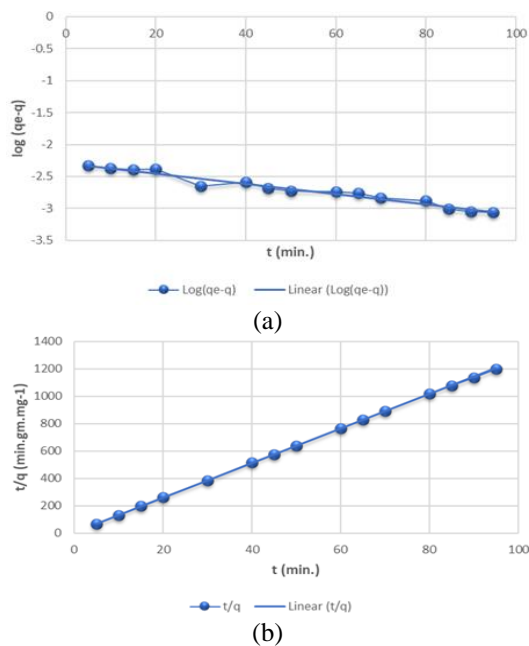 0
0 20 40 60 80 100
-0.5
-1
-1.5
-2
-2.5
-3
-3.5
log (qe-q)
t (min.)
Log(qe-q) Linear (Log(qe-q))
(a)
1400
1200
1000
800
600
400
200
0
t/q (min.gm.mg-1)
0 20 40 60 80 100
t (min.)
t/q Linear (t/q)
(b)